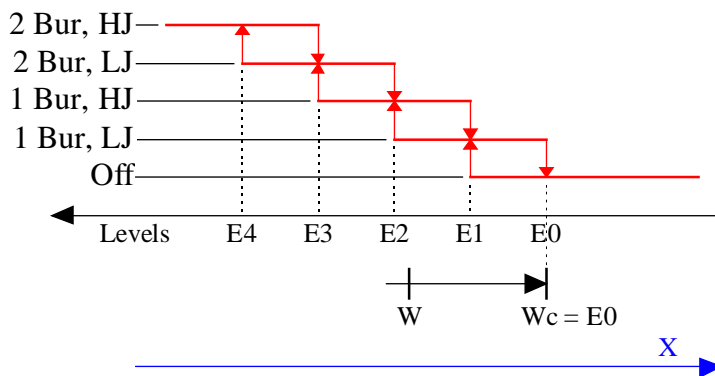 2 Bur, HJ
2 Bur, LJ
1 Bur, HJ
1 Bur, LJ
Off
Levels E4 E3 E2 E1 E0
W Wc = E0
X